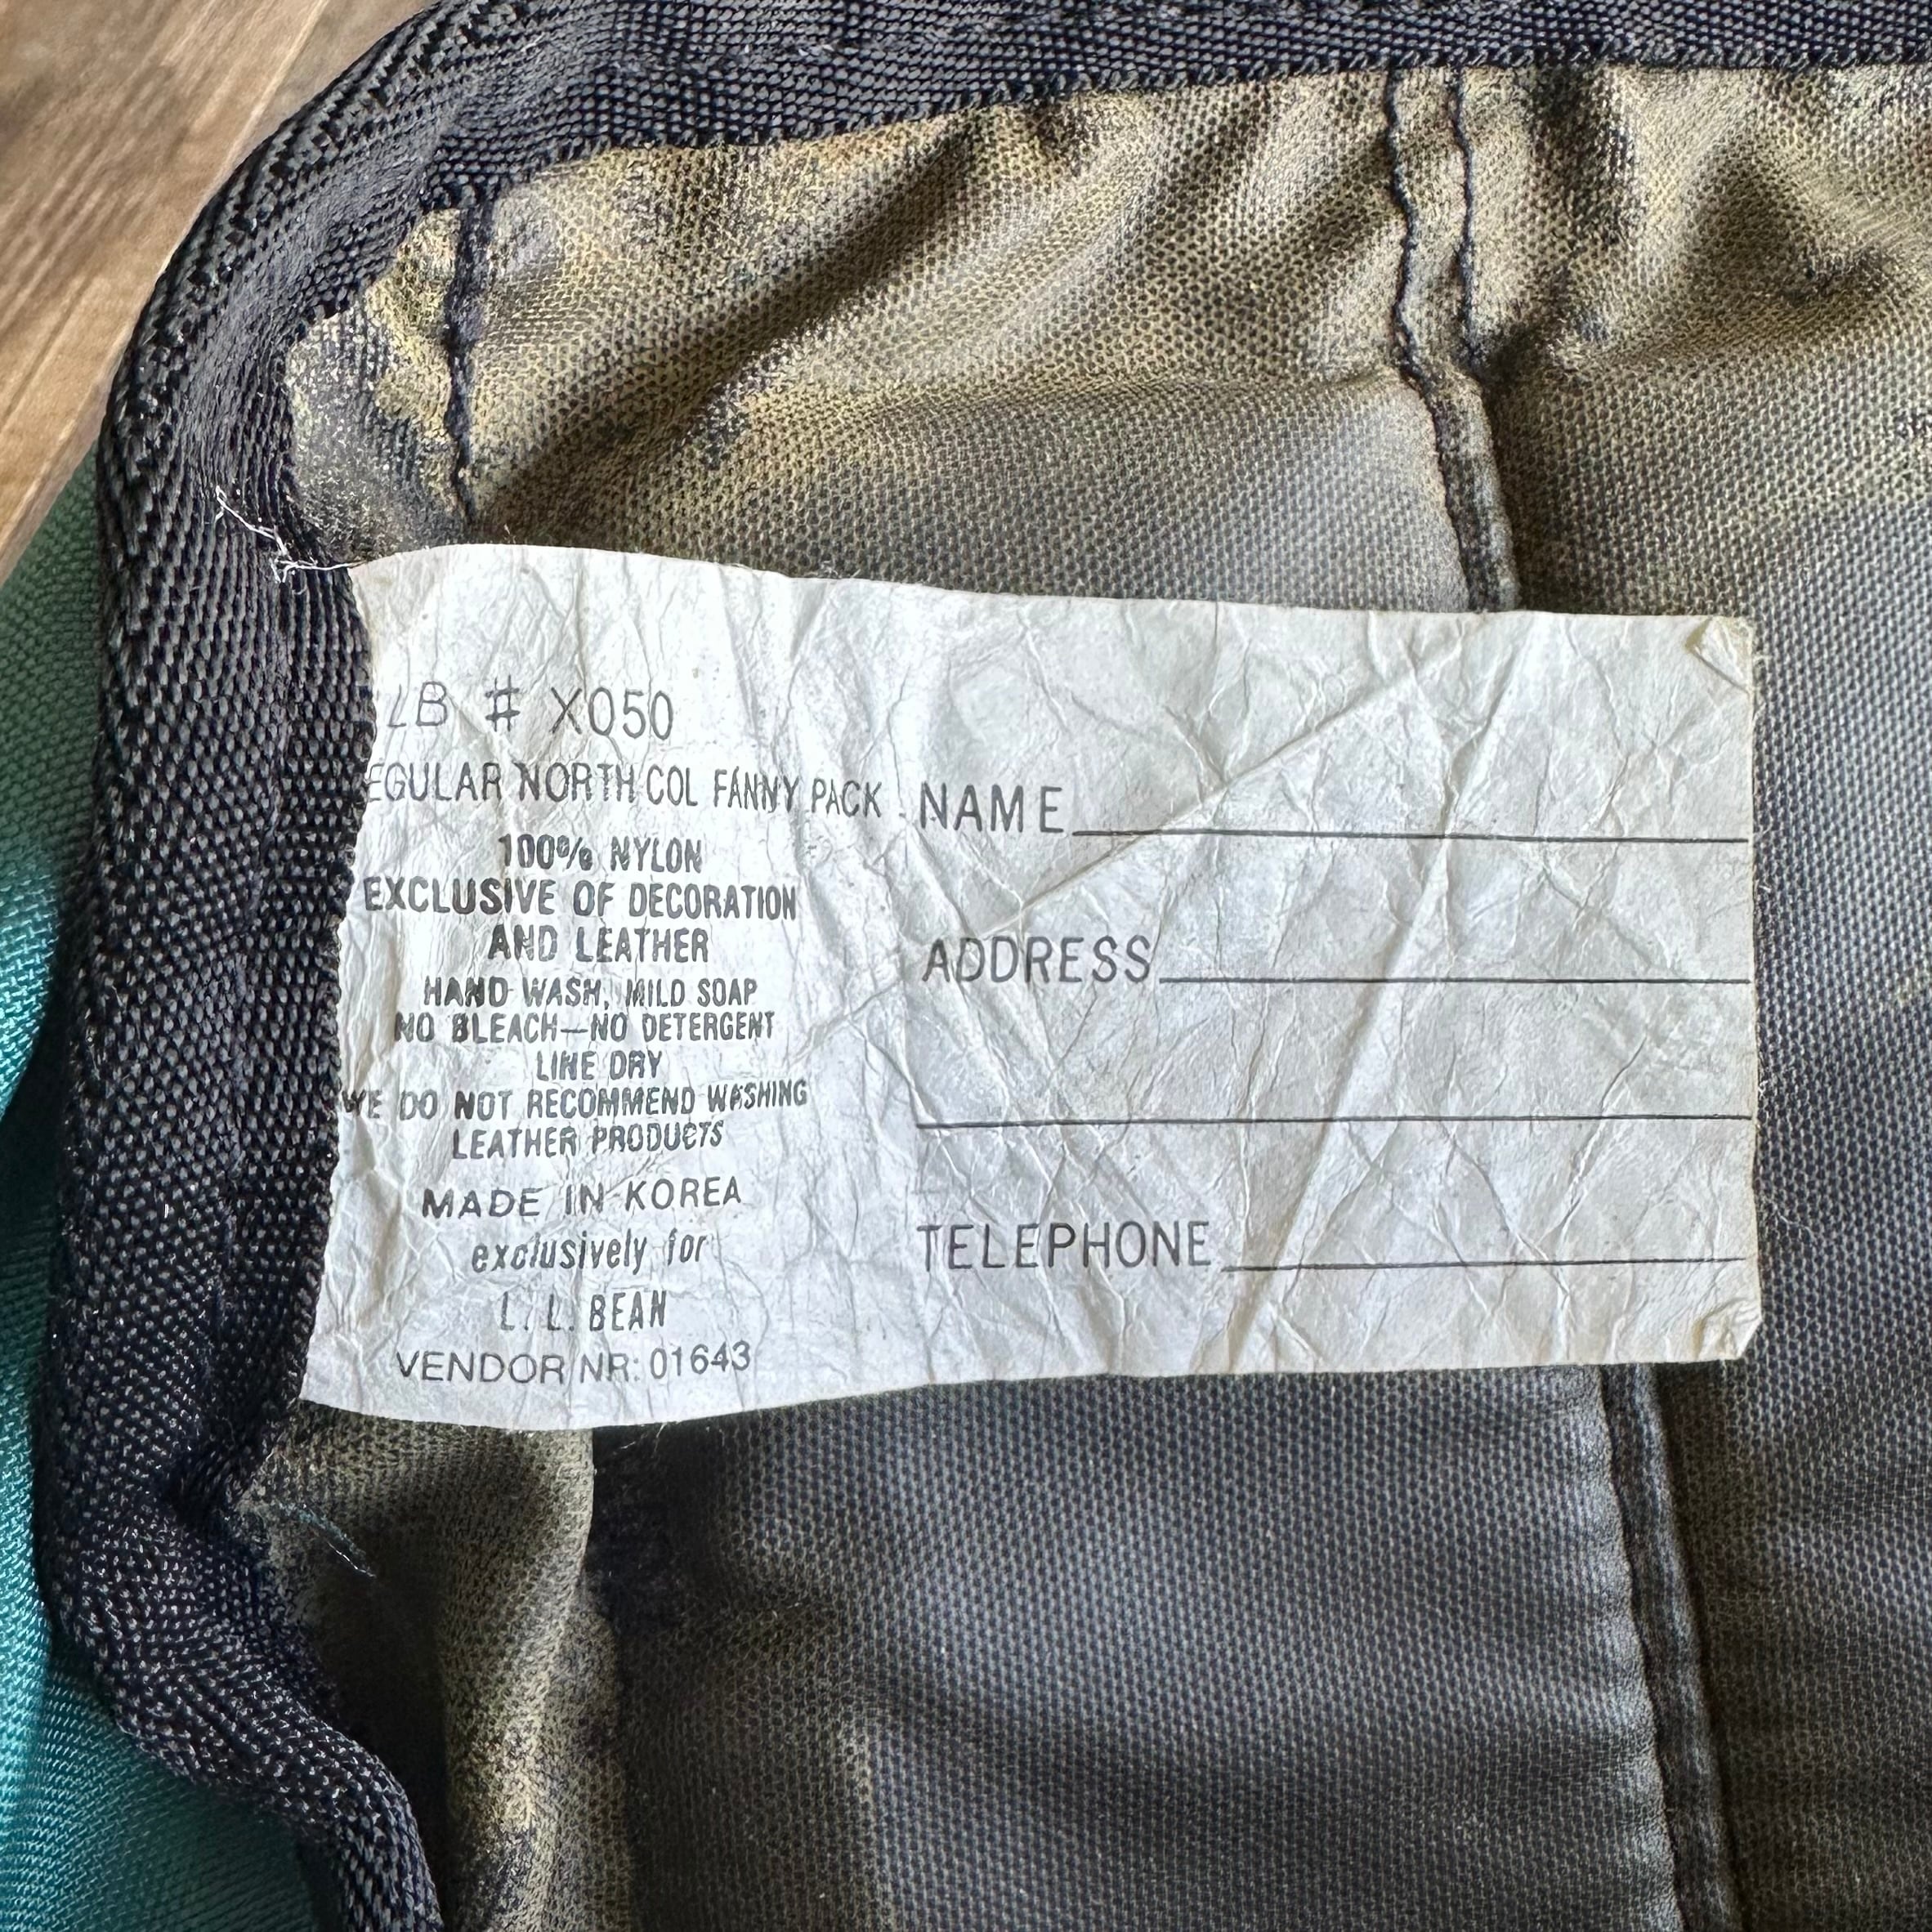 LB # X050
EGULAR NORTH COL FANNY PACK
100% NYLON
EXCLUSIVE OF DECORATION
AND LEATHER
HAND WASH, MILD SOAP
NO BLEACH—NO DETERGENT
LINE DRY
WE DO NOT RECOMMEND WASHING
LEATHER PRODUCTS
MADE IN KOREA
exclusively for
L. L. BEAN
VENDOR NR: 01643
NAME
ADDRESS
TELEPHONE